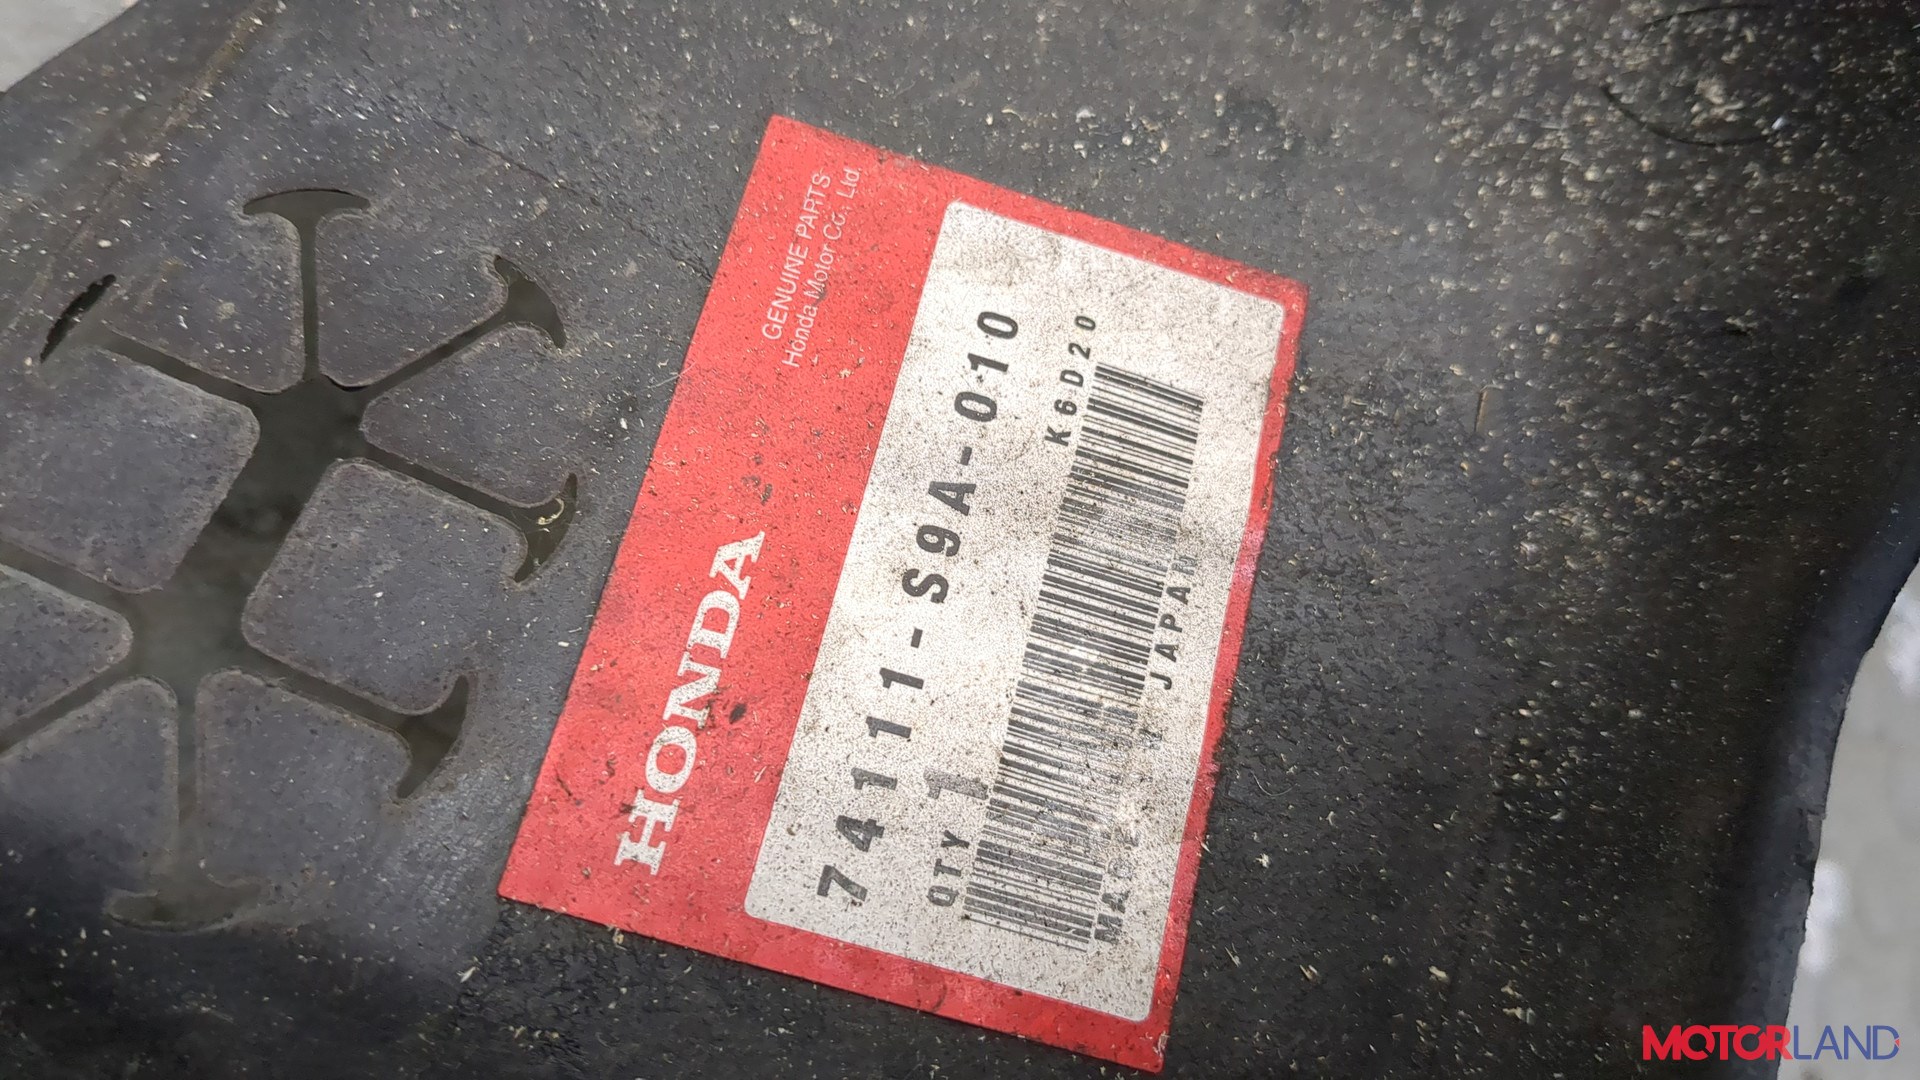 GENUINE PARTS
Honda Motor Co., Ltd.
HONDA
74111-S9A-010
QTY 1
K6D20
MADE IN JAPAN
MOTORLAND